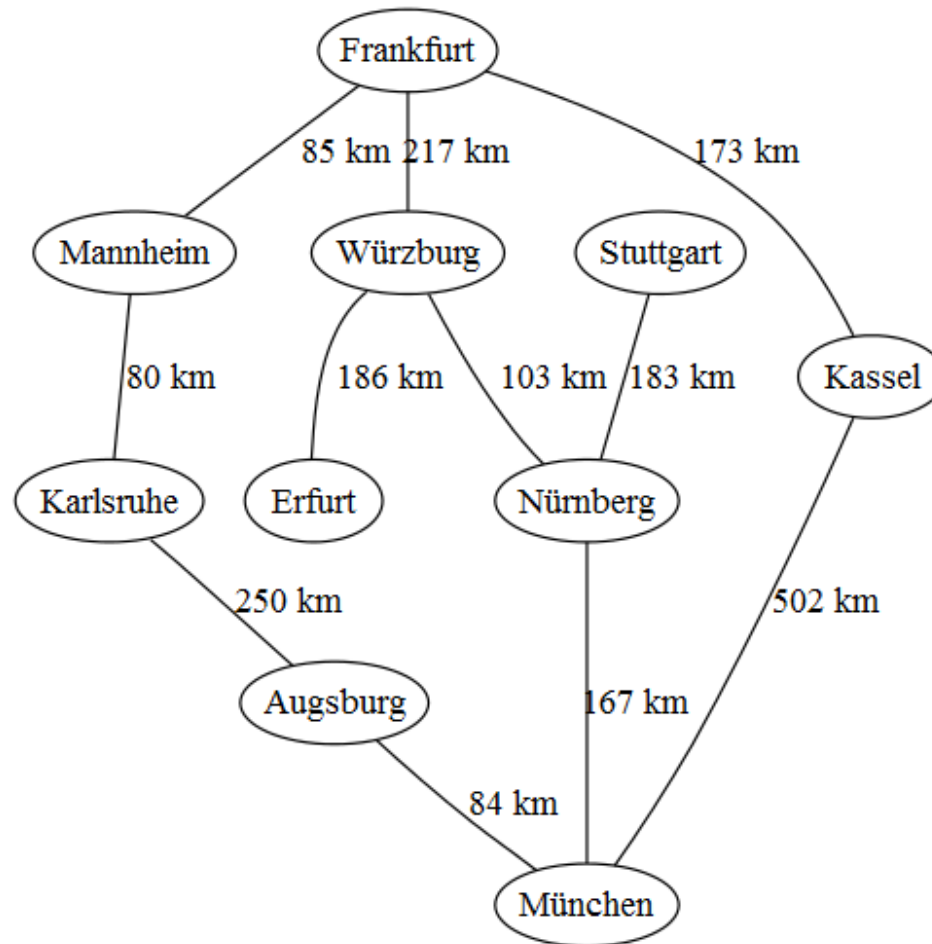 Frankfurt
85 km 217 km 173 km
Mannheim Würzburg Stuttgart
Kassel
80 km 186 km 103 km 183 km
Karlsruhe Erfurt Nürnberg
250 km 502 km
Augsburg
167 km
84 km
München